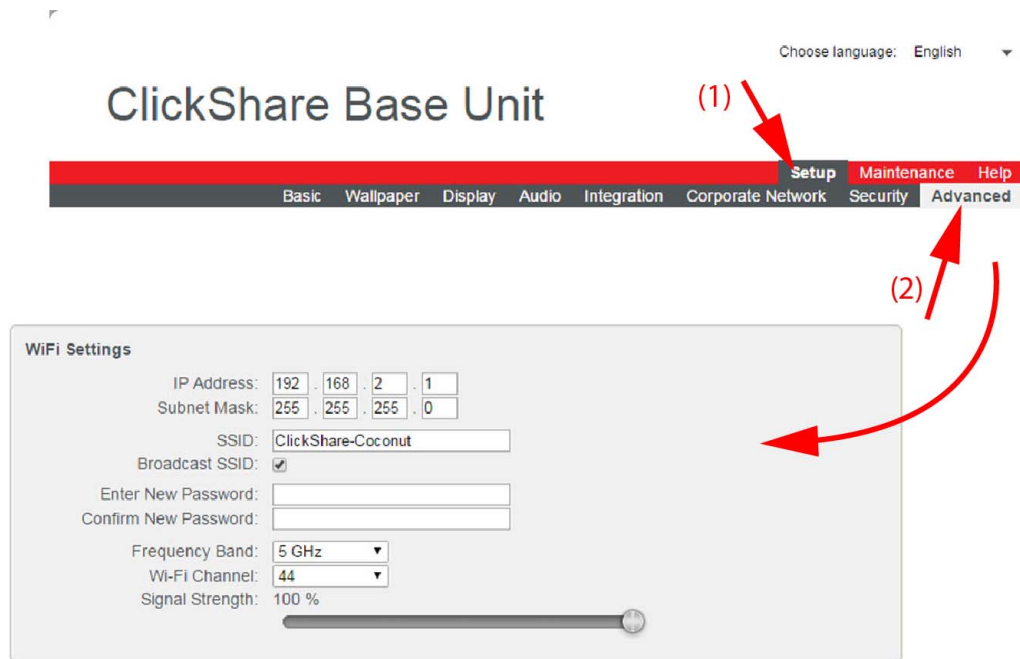 Choose language: English
ClickShare Base Unit
(1)
Setup Maintenance Help
Basic Wallpaper Display Audio Integration Corporate Network Security Advanced
(2)
WiFi Settings
IP Address: 192 . 168 . 2 . 1
Subnet Mask: 255 . 255 . 255 . 0
SSID: ClickShare-Coconut
Broadcast SSID:
Enter New Password:
Confirm New Password:
Frequency Band: 5 GHz
Wi-Fi Channel: 44
Signal Strength: 100 %